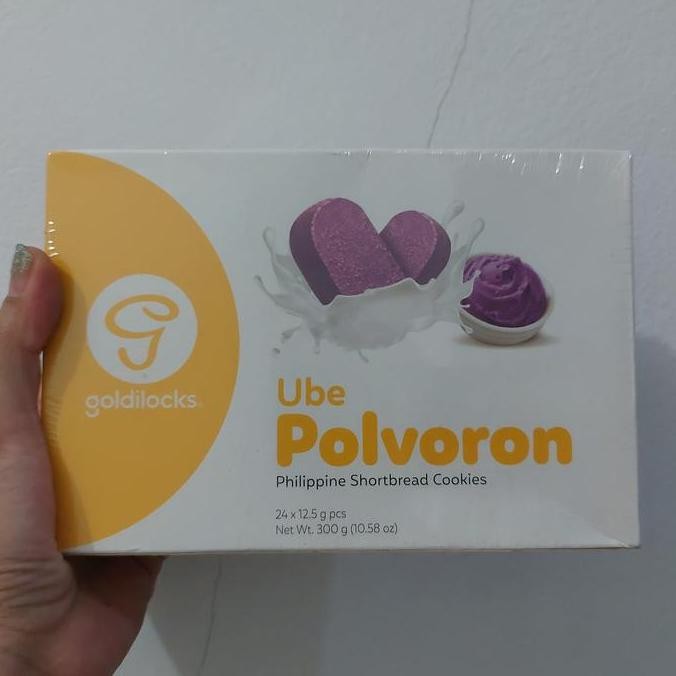 goldilocks
Ube
Polvoron
Philippine Shortbread Cookies
24 x 12.5 g pcs
Net Wt. 300 g (10.58 oz)